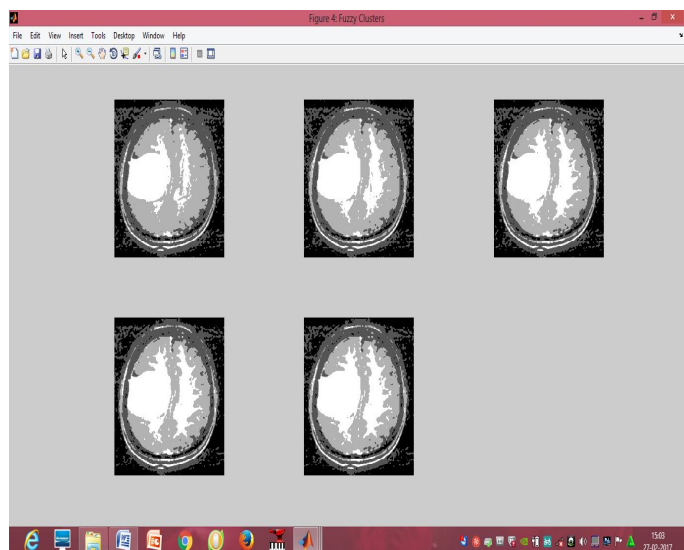 Figure 4: Fuzzy Clusters
File Edit View Insert Tools Desktop Window Help
15:03
27-02-2017